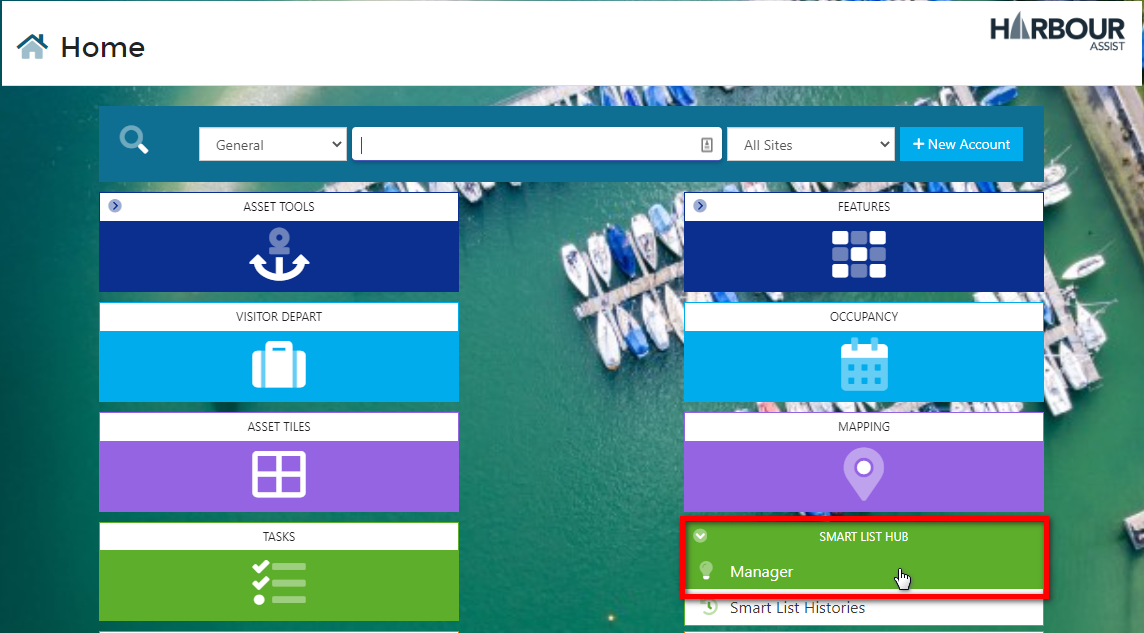 Home
HARBOUR
ASSIST
General
All Sites
+ New Account
ASSET TOOLS
FEATURES
VISITOR DEPART
OCCUPANCY
ASSET TILES
MAPPING
TASKS
SMART LIST HUB
Manager
Smart List Histories